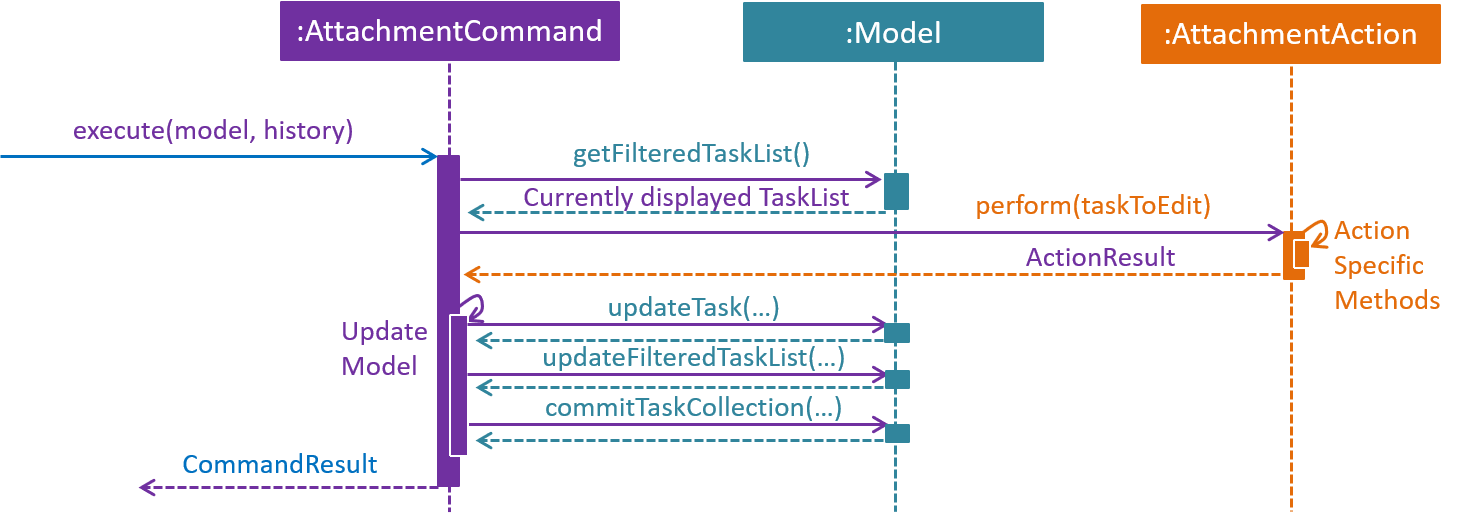 :AttachmentCommand
:Model
:AttachmentAction
execute(model, history)
getFilteredTaskList()
Currently displayed TaskList
perform(taskToEdit)
Action
Specific
Methods
ActionResult
Update
Model
updateTask(...)
updateFilteredTaskList(...)
commitTaskCollection(...)
CommandResult